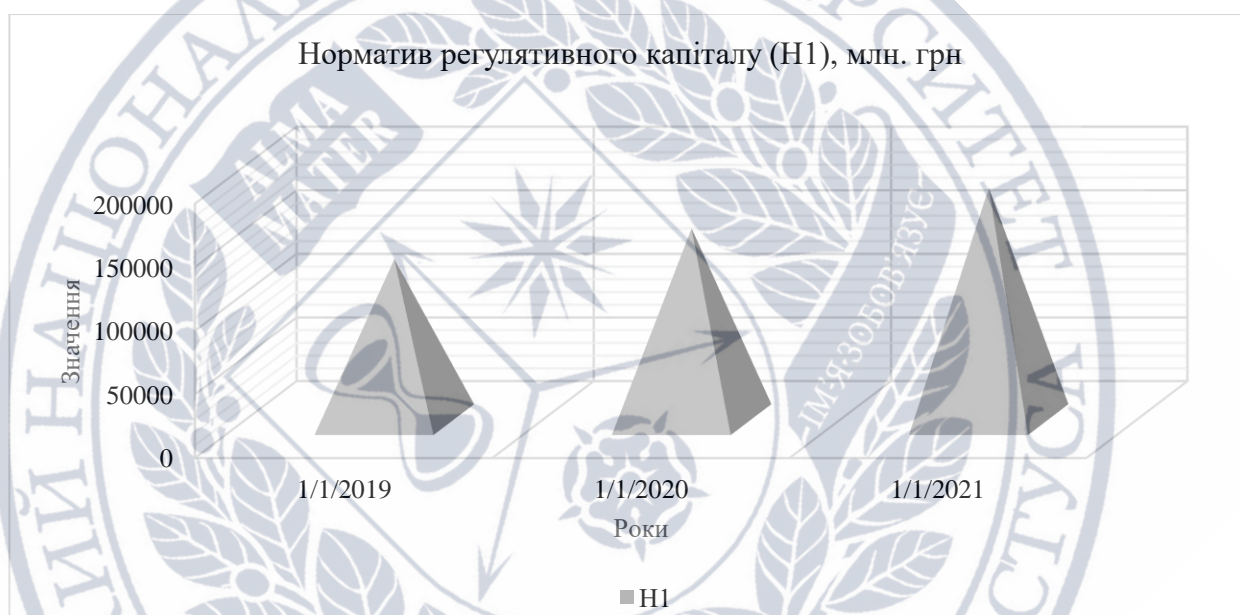 Норматив регулятивного капіталу (Н1), млн. грн
200000
150000
100000
50000
0
Значення
1/1/2019
1/1/2020
1/1/2021
Роки
Н1
ALMA
MATER
ІМ'Я ЗОБОВ'ЯЗУЄ
СТУСА